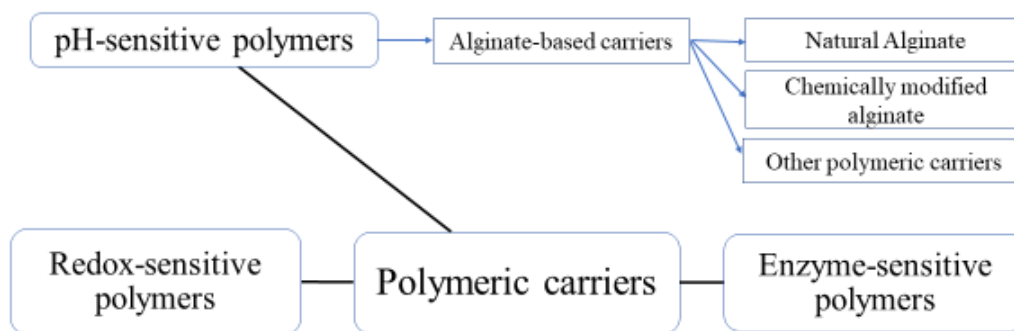 pH-sensitive polymers
Alginate-based carriers
Natural Alginate
Chemically modified
alginate
Other polymeric carriers
Redox-sensitive
polymers
Polymeric carriers
Enzyme-sensitive
polymers